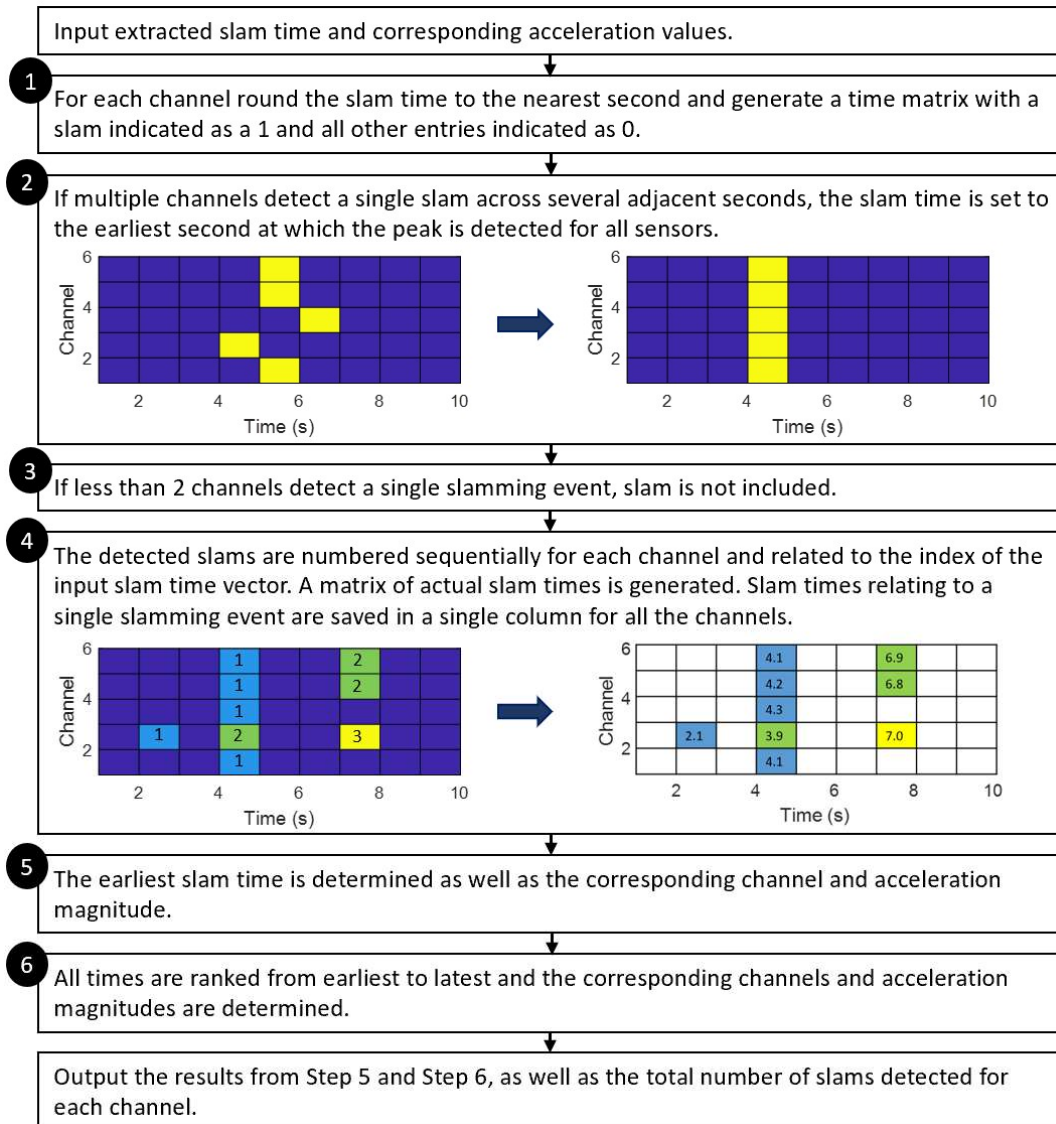 Input extracted slam time and corresponding acceleration values.
1
For each channel round the slam time to the nearest second and generate a time matrix with a
slam indicated as a 1 and all other entries indicated as 0.
2
If multiple channels detect a single slam across several adjacent seconds, the slam time is set to
the earliest second at which the peak is detected for all sensors.
6
4
2
Channel
2 4 6 8 10
Time (s)
6
4
2
Channel
2 4 6 8 10
Time (s)
3
If less than 2 channels detect a single slamming event, slam is not included.
4
The detected slams are numbered sequentially for each channel and related to the index of the
input slam time vector. A matrix of actual slam times is generated. Slam times relating to a
single slamming event are saved in a single column for all the channels.
6
4
2
Channel
1 2
1 2
1
1 2 3
1
2 4 6 8 10
Time (s)
6
4
2
Channel
4.1 6.9
4.2 6.8
4.3
2.1 3.9 7.0
4.1
2 4 6 8 10
Time (s)
5
The earliest slam time is determined as well as the corresponding channel and acceleration
magnitude.
6
All times are ranked from earliest to latest and the corresponding channels and acceleration
magnitudes are determined.
Output the results from Step 5 and Step 6, as well as the total number of slams detected for
each channel.